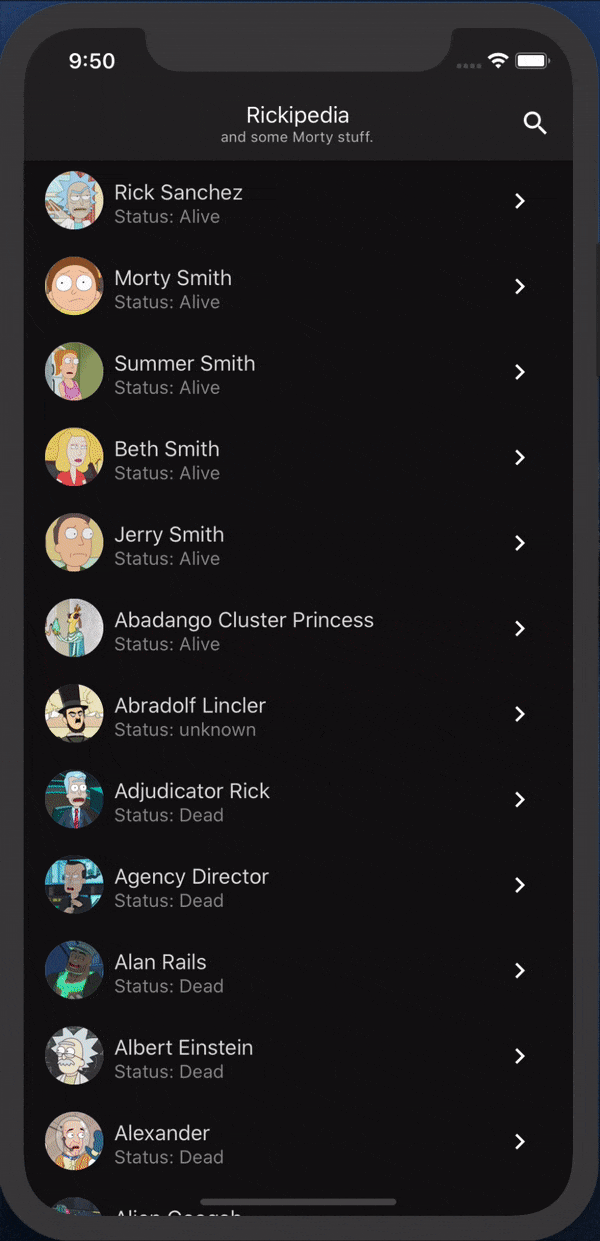 9:50
Rickipedia
and some Morty stuff.
Rick Sanchez
Status: Alive
Morty Smith
Status: Alive
Summer Smith
Status: Alive
Beth Smith
Status: Alive
Jerry Smith
Status: Alive
Abadango Cluster Princess
Status: Alive
Abradolf Lincler
Status: unknown
Adjudicator Rick
Status: Dead
Agency Director
Status: Dead
Alan Rails
Status: Dead
Albert Einstein
Status: Dead
Alexander
Status: Dead